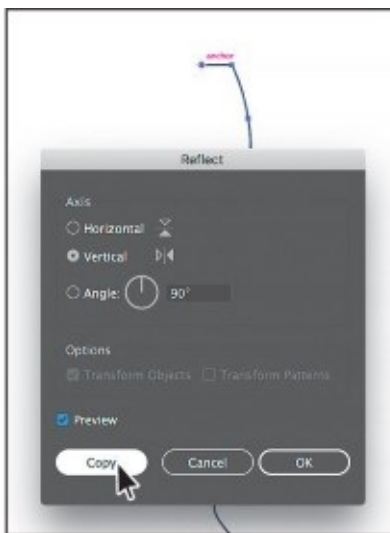 anchor
Reflect
Axis
Horizontal
Vertical
Angle: 90°
Options
Transform Objects Transform Patterns
Preview
Copy Cancel OK